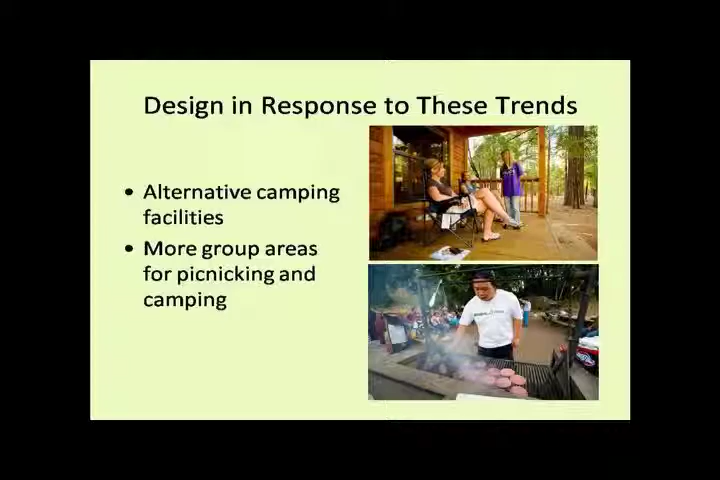 Design in Response to These Trends
• Alternative camping
facilities
• More group areas
for picnicking and
camping